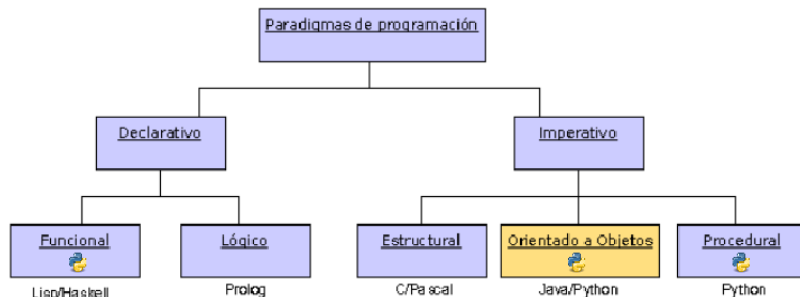 Paradigmas de programación
Declarativo
Imperativo
Funcional
Lógico
Estructural
Orientado a Objetos
Procedural
Lisp/Haskell
Prolog
C/Pascal
Java/Python
Python